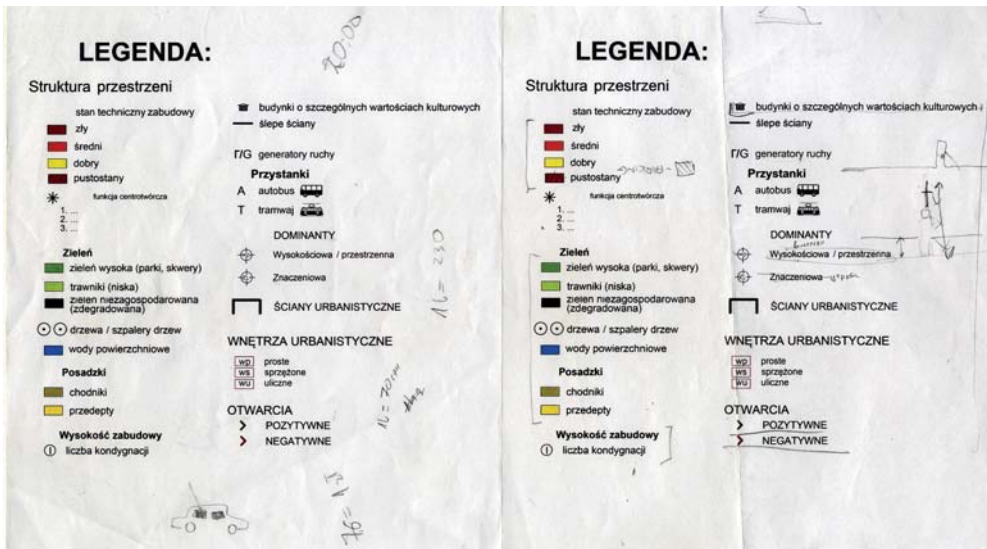 LEGENDA:
20:00
Struktura przestrzeni
stan techniczny zabudowy
zły
średni
dobry
pustostany
funkcja centrotwórcza
1. ...
2. ...
3. ...
Zieleń
zieleń wysoka (parki, skwery)
trawniki (niska)
zielen niezagospodarowana
(zdegradowana)
drzewa / szpalery drzew
wody powierzchniowe
Posadzki
chodniki
przedepty
Wysokość zabudowy
liczba kondygnacji
budynki o szczególnych wartościach kulturowych
ślepe ściany
Γ/G generatory ruchy
Przystanki
A autobus
T tramwaj
DOMINANTY
Wysokościowa / przestrzenna
Znaczeniowa
ŚCIANY URBANISTYCZNE
WNĘTRZA URBANISTYCZNE
wp proste
ws sprzężone
wu uliczne
OTWARCIA
POZYTYWNE
NEGATYWNE
LEGENDA:
Struktura przestrzeni
stan techniczny zabudowy
zły
średni
dobry
pustostany
funkcja centrotwórcza
1. ...
2. ...
3. ...
Zieleń
zieleń wysoka (parki, skwery)
trawniki (niska)
zielen niezagospodarowana
(zdegradowana)
drzewa / szpalery drzew
wody powierzchniowe
Posadzki
chodniki
przedepty
Wysokość zabudowy
liczba kondygnacji
budynki o szczególnych wartościach kulturowych
ślepe ściany
Γ/G generatory ruchy
Przystanki
A autobus
T tramwaj
DOMINANTY
Wysokościowa / przestrzenna
Znaczeniowa
ŚCIANY URBANISTYCZNE
WNĘTRZA URBANISTYCZNE
wp proste
ws sprzężone
wu uliczne
OTWARCIA
POZYTYWNE
NEGATYWNE